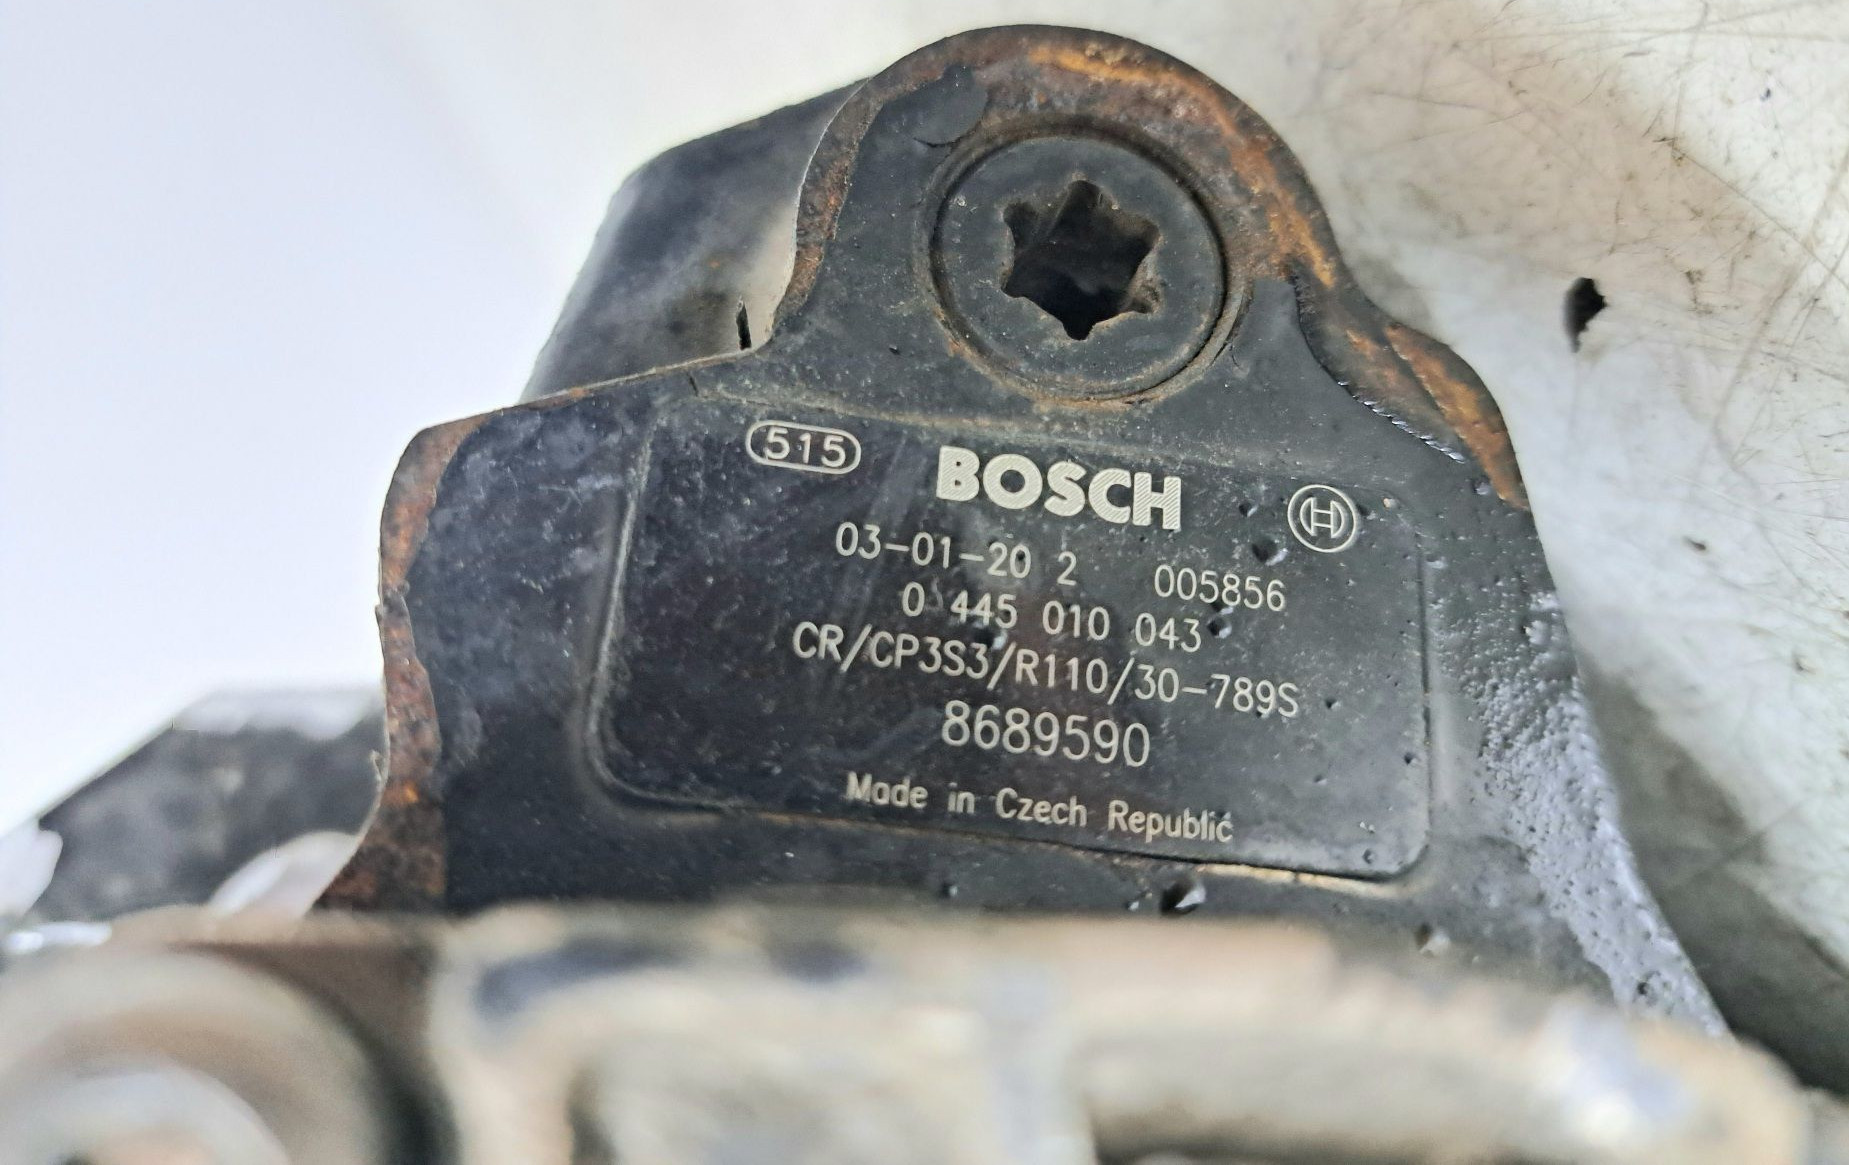 515 BOSCH
03-01-20 2 005856
0 445 010 043
CR/CP3S3/R110/30-789S
8689590
Made in Czech Republic